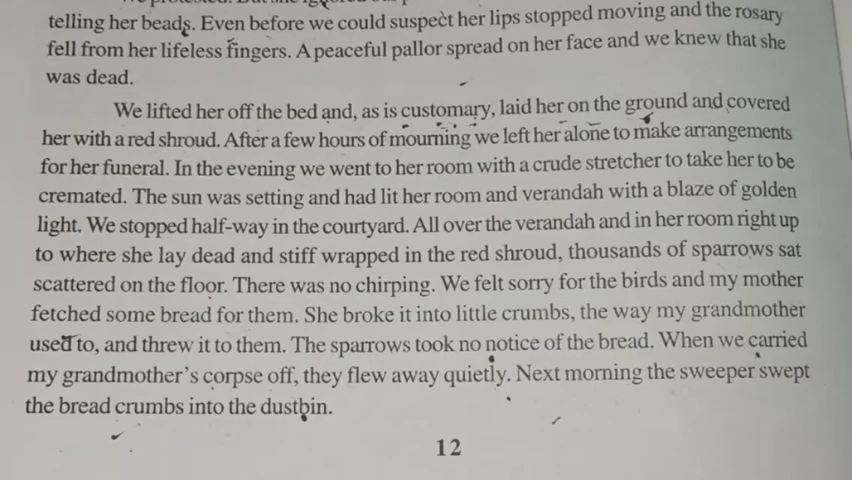 telling her beads. Even before we could suspect her lips stopped moving and the rosary
fell from her lifeless fingers. A peaceful pallor spread on her face and we knew that she
was dead.
We lifted her off the bed and, as is customary, laid her on the ground and covered
her with a red shroud. After a few hours of mourning we left her alone to make arrangements
for her funeral. In the evening we went to her room with a crude stretcher to take her to be
cremated. The sun was setting and had lit her room and verandah with a blaze of golden
light. We stopped half-way in the courtyard. All over the verandah and in her room right up
to where she lay dead and stiff wrapped in the red shroud, thousands of sparrows sat
scattered on the floor. There was no chirping. We felt sorry for the birds and my mother
fetched some bread for them. She broke it into little crumbs, the way my grandmother
used to, and threw it to them. The sparrows took no notice of the bread. When we carried
my grandmother's corpse off, they flew away quietly. Next morning the sweeper swept
the bread crumbs into the dustbin.
12